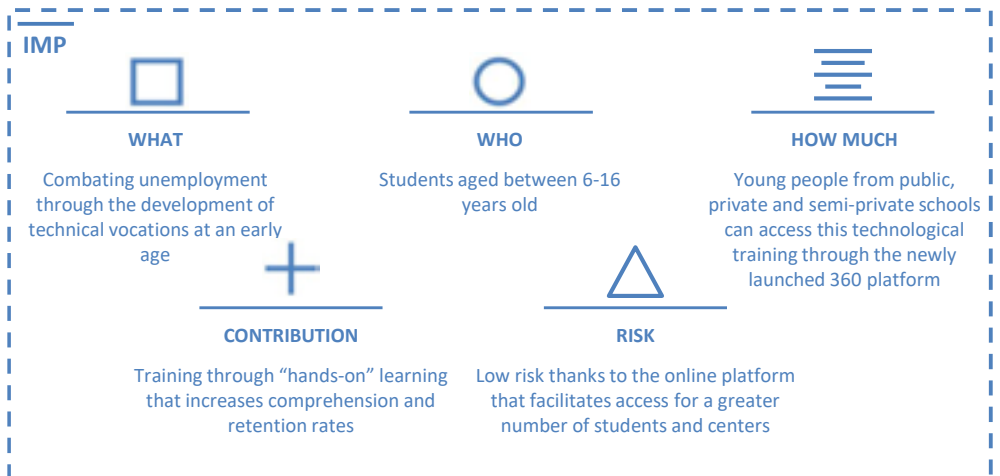 IMP
WHAT
Combating unemployment
through the development of
technical vocations at an early
age
WHO
Students aged between 6-16
years old
HOW MUCH
Young people from public,
private and semi-private schools
can access this technological
training through the newly
launched 360 platform
CONTRIBUTION
Training through “hands-on” learning
that increases comprehension and
retention rates
RISK
Low risk thanks to the online platform
that facilitates access for a greater
number of students and centers